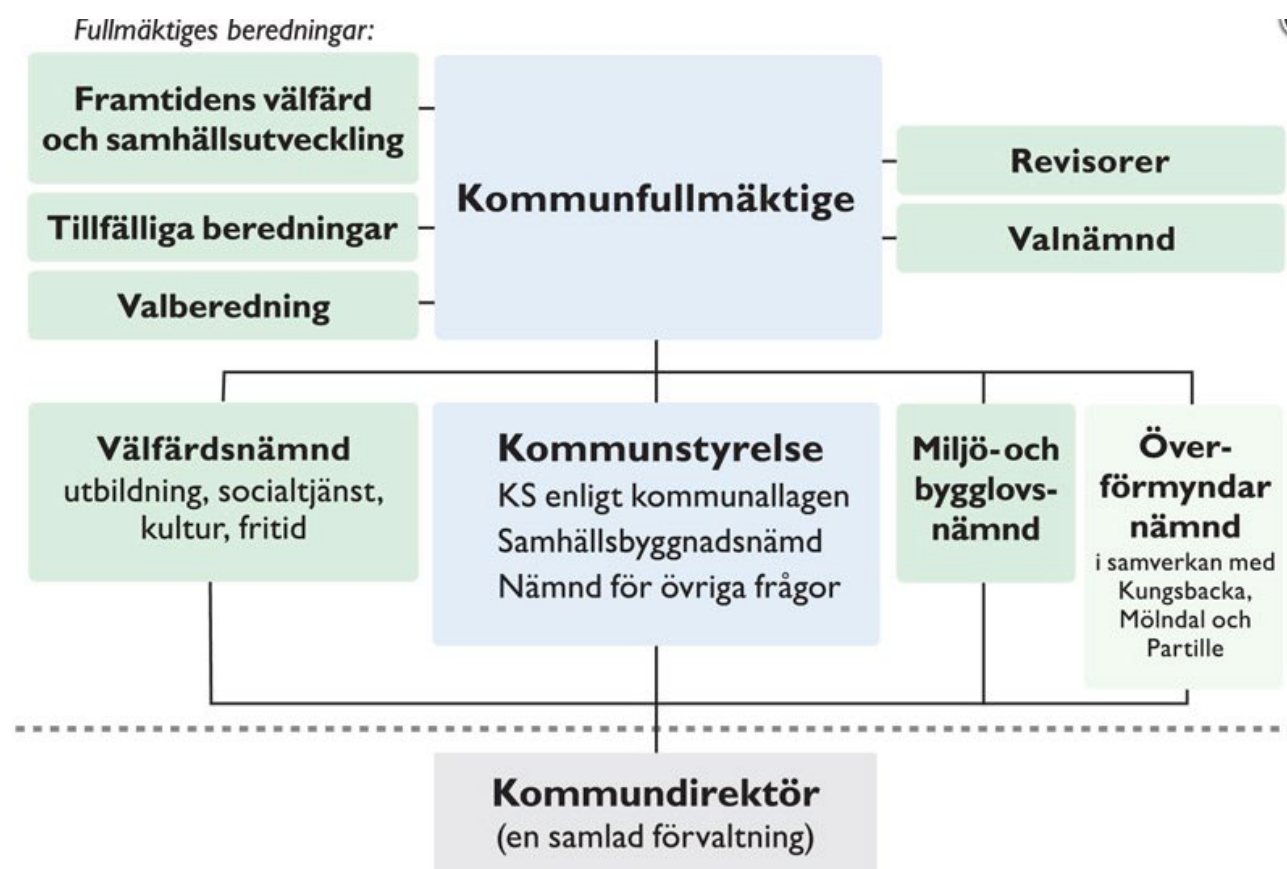 Fullmäktiges beredningar:
Framtidens välfärd
och samhällsutveckling
Tillfälliga beredningar
Valberedning
Kommunfullmäktige
Revisorer
Valnämnd
Välfärdsnämnd
utbildning, socialtjänst,
kultur, fritid
Kommunstyrelse
KS enligt kommunallagen
Samhällsbyggnadsnämd
Nämnd för övriga frågor
Miljö- och
bygglovs-
nämnd
Över-
förmyndar
nämnd
i samverkan med
Kungsbacka,
Mölndal och
Partille
Kommundirektör
(en samlad förvaltning)